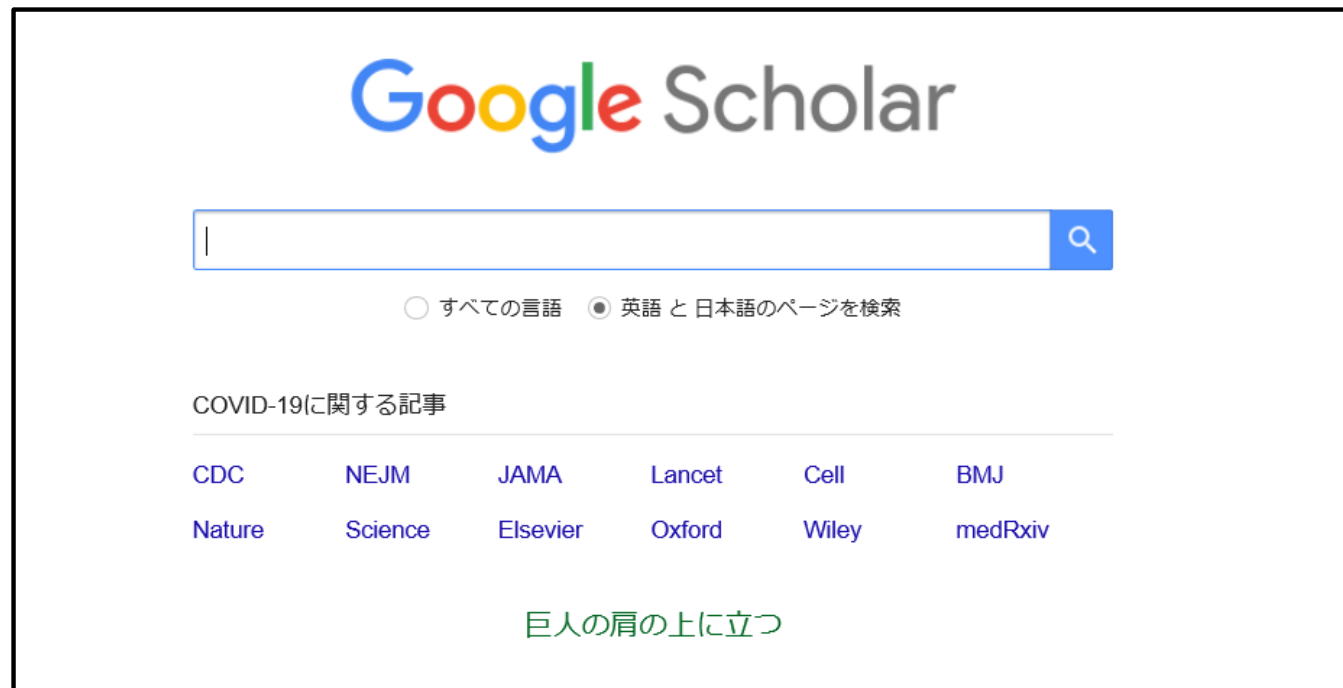 Google Scholar
すべての言語 英語 と 日本語のページを検索
COVID-19に関する記事
CDC NEJM JAMA Lancet Cell BMJ
Nature Science Elsevier Oxford Wiley medRxiv
巨人の肩の上に立つ